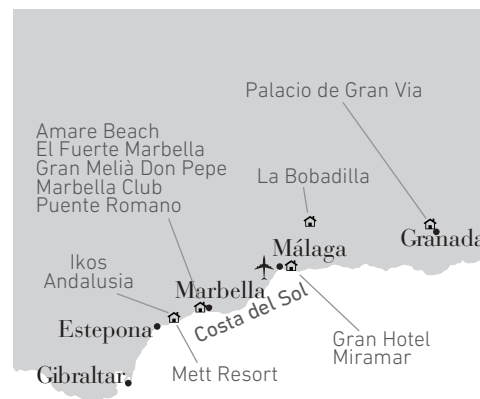 Palacio de Gran Via
Amare Beach
El Fuerte Marbella
Gran Melià Don Pepe
Marbella Club
Puente Romano
La Bobadilla
Granada
Málaga
Ikos
Andalusia
Marbella
Costa del Sol
Estepona
Gran Hotel
Miramar
Mett Resort
Gibraltar